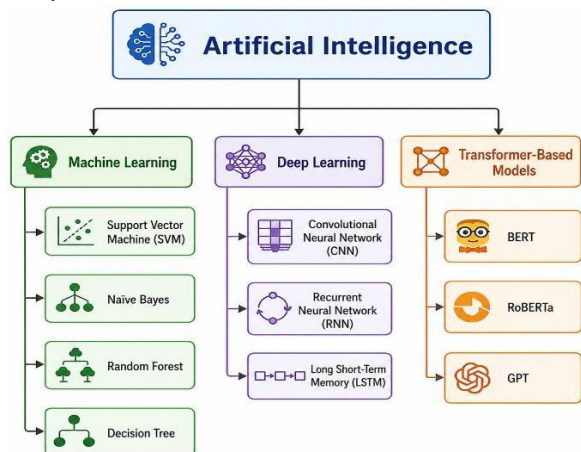 Artificial Intelligence
Machine Learning
Support Vector
Machine (SVM)
Naïve Bayes
Random Forest
Decision Tree
Deep Learning
Convolutional
Neural Network
(CNN)
Recurrent
Neural Network
(RNN)
Long Short-Term
Memory (LSTM)
Transformer-Based
Models
BERT
RoBERTa
GPT